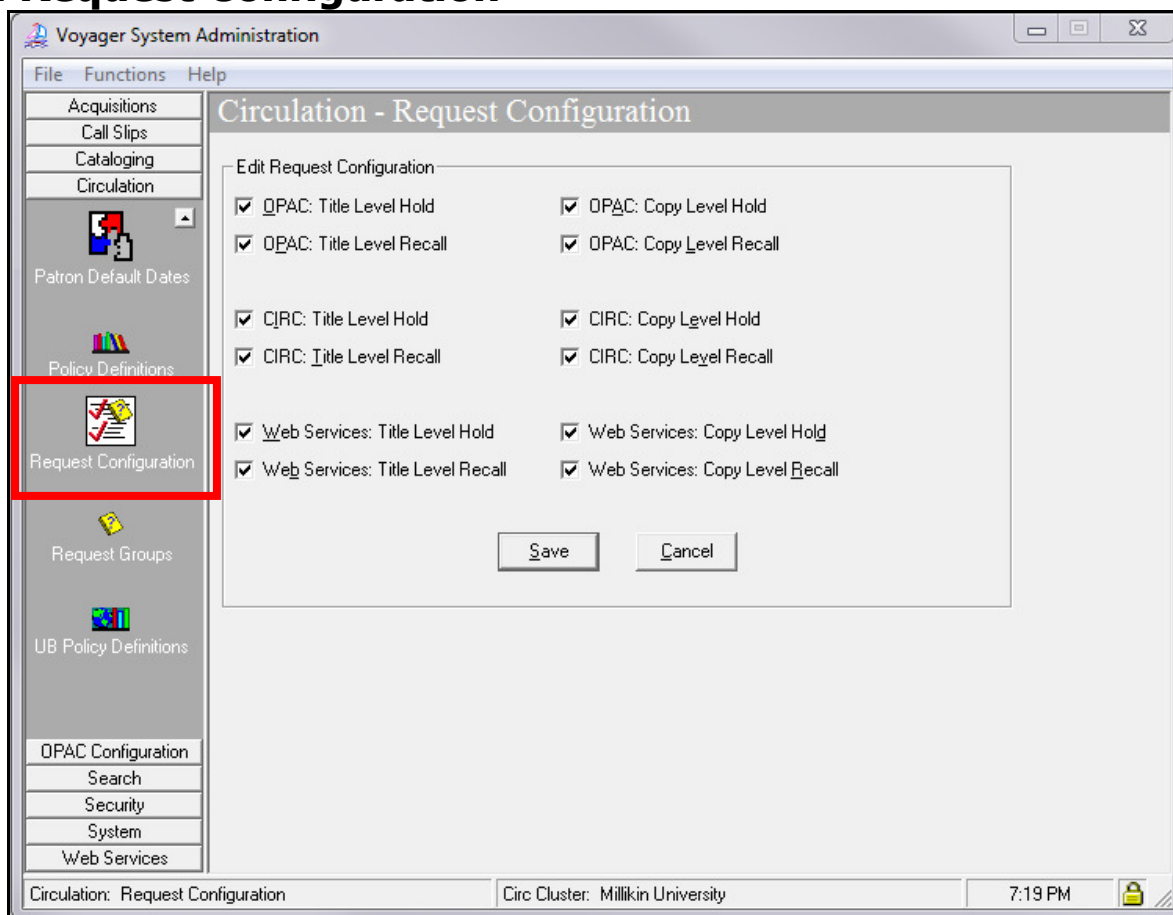 Request Configuration
Voyager System Administration
File Functions Help
Acquisitions
Call Slips
Cataloging
Circulation
Patron Default Dates
Policy Definitions
Request Configuration
Request Groups
UB Policy Definitions
OPAC Configuration
Search
Security
System
Web Services
Circulation - Request Configuration
Edit Request Configuration
OPAC: Title Level Hold
OPAC: Copy Level Hold
OPAC: Title Level Recall
OPAC: Copy Level Recall
CIRC: Title Level Hold
CIRC: Copy Level Hold
CIRC: Title Level Recall
CIRC: Copy Level Recall
Web Services: Title Level Hold
Web Services: Copy Level Hold
Web Services: Title Level Recall
Web Services: Copy Level Recall
Save
Cancel
Circulation: Request Configuration
Circ Cluster: Millikin University
7:19 PM